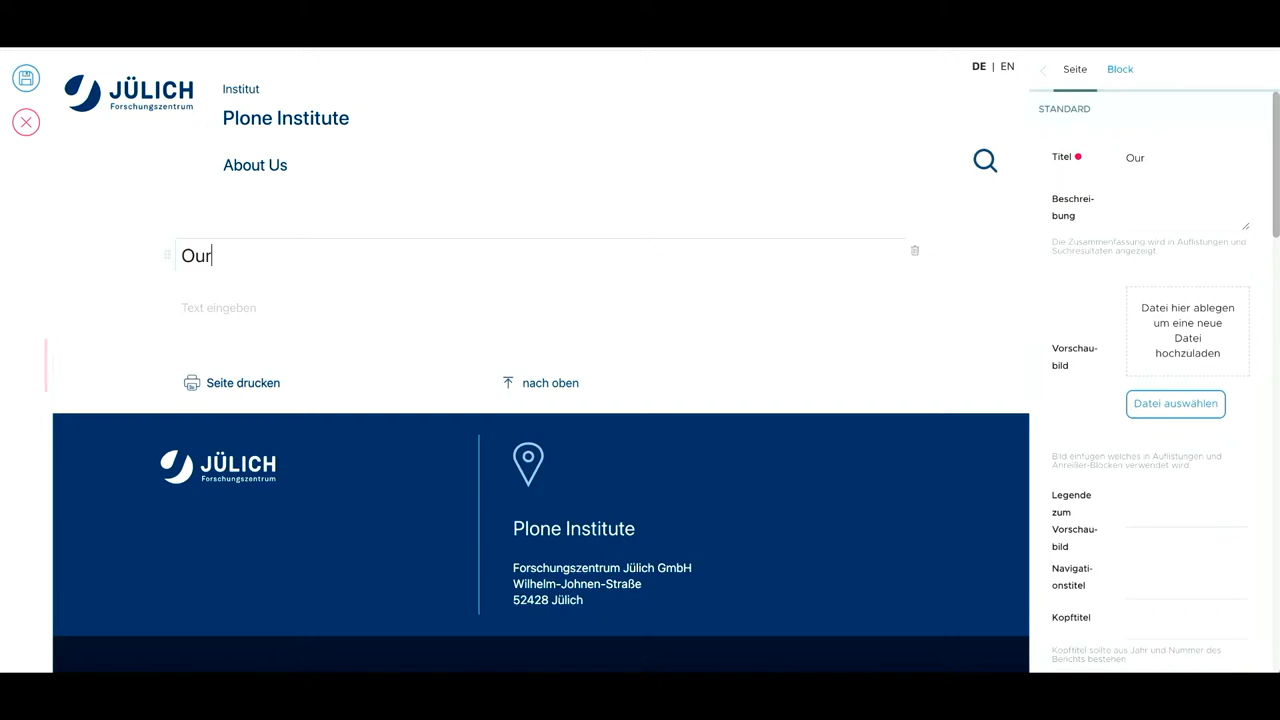 JÜLICH
Forschungszentrum
Institut
Plone Institute
About Us
DE | EN
Our
Text eingeben
Seite drucken
nach oben
JÜLICH
Forschungszentrum
Plone Institute
Forschungszentrum Jülich GmbH
Wilhelm-Johnen-Straße
52428 Jülich
Seite
Block
STANDARD
Titel
Our
Beschrei-
bung
Die Zusammenfassung wird in Auflistungen und
Suchresultaten angezeigt.
Vorschau-
bild
Datei hier ablegen
um eine neue
Datei
hochzuladen
Datei auswählen
Bild einfügen welches in Auflistungen und
Anreißer-Blöcken verwendet wird
Legende
zum
Vorschau-
bild
Navigati-
onstitel
Kopftitel
Kopftitel sollte aus Jahr und Nummer des
Berichts bestehen